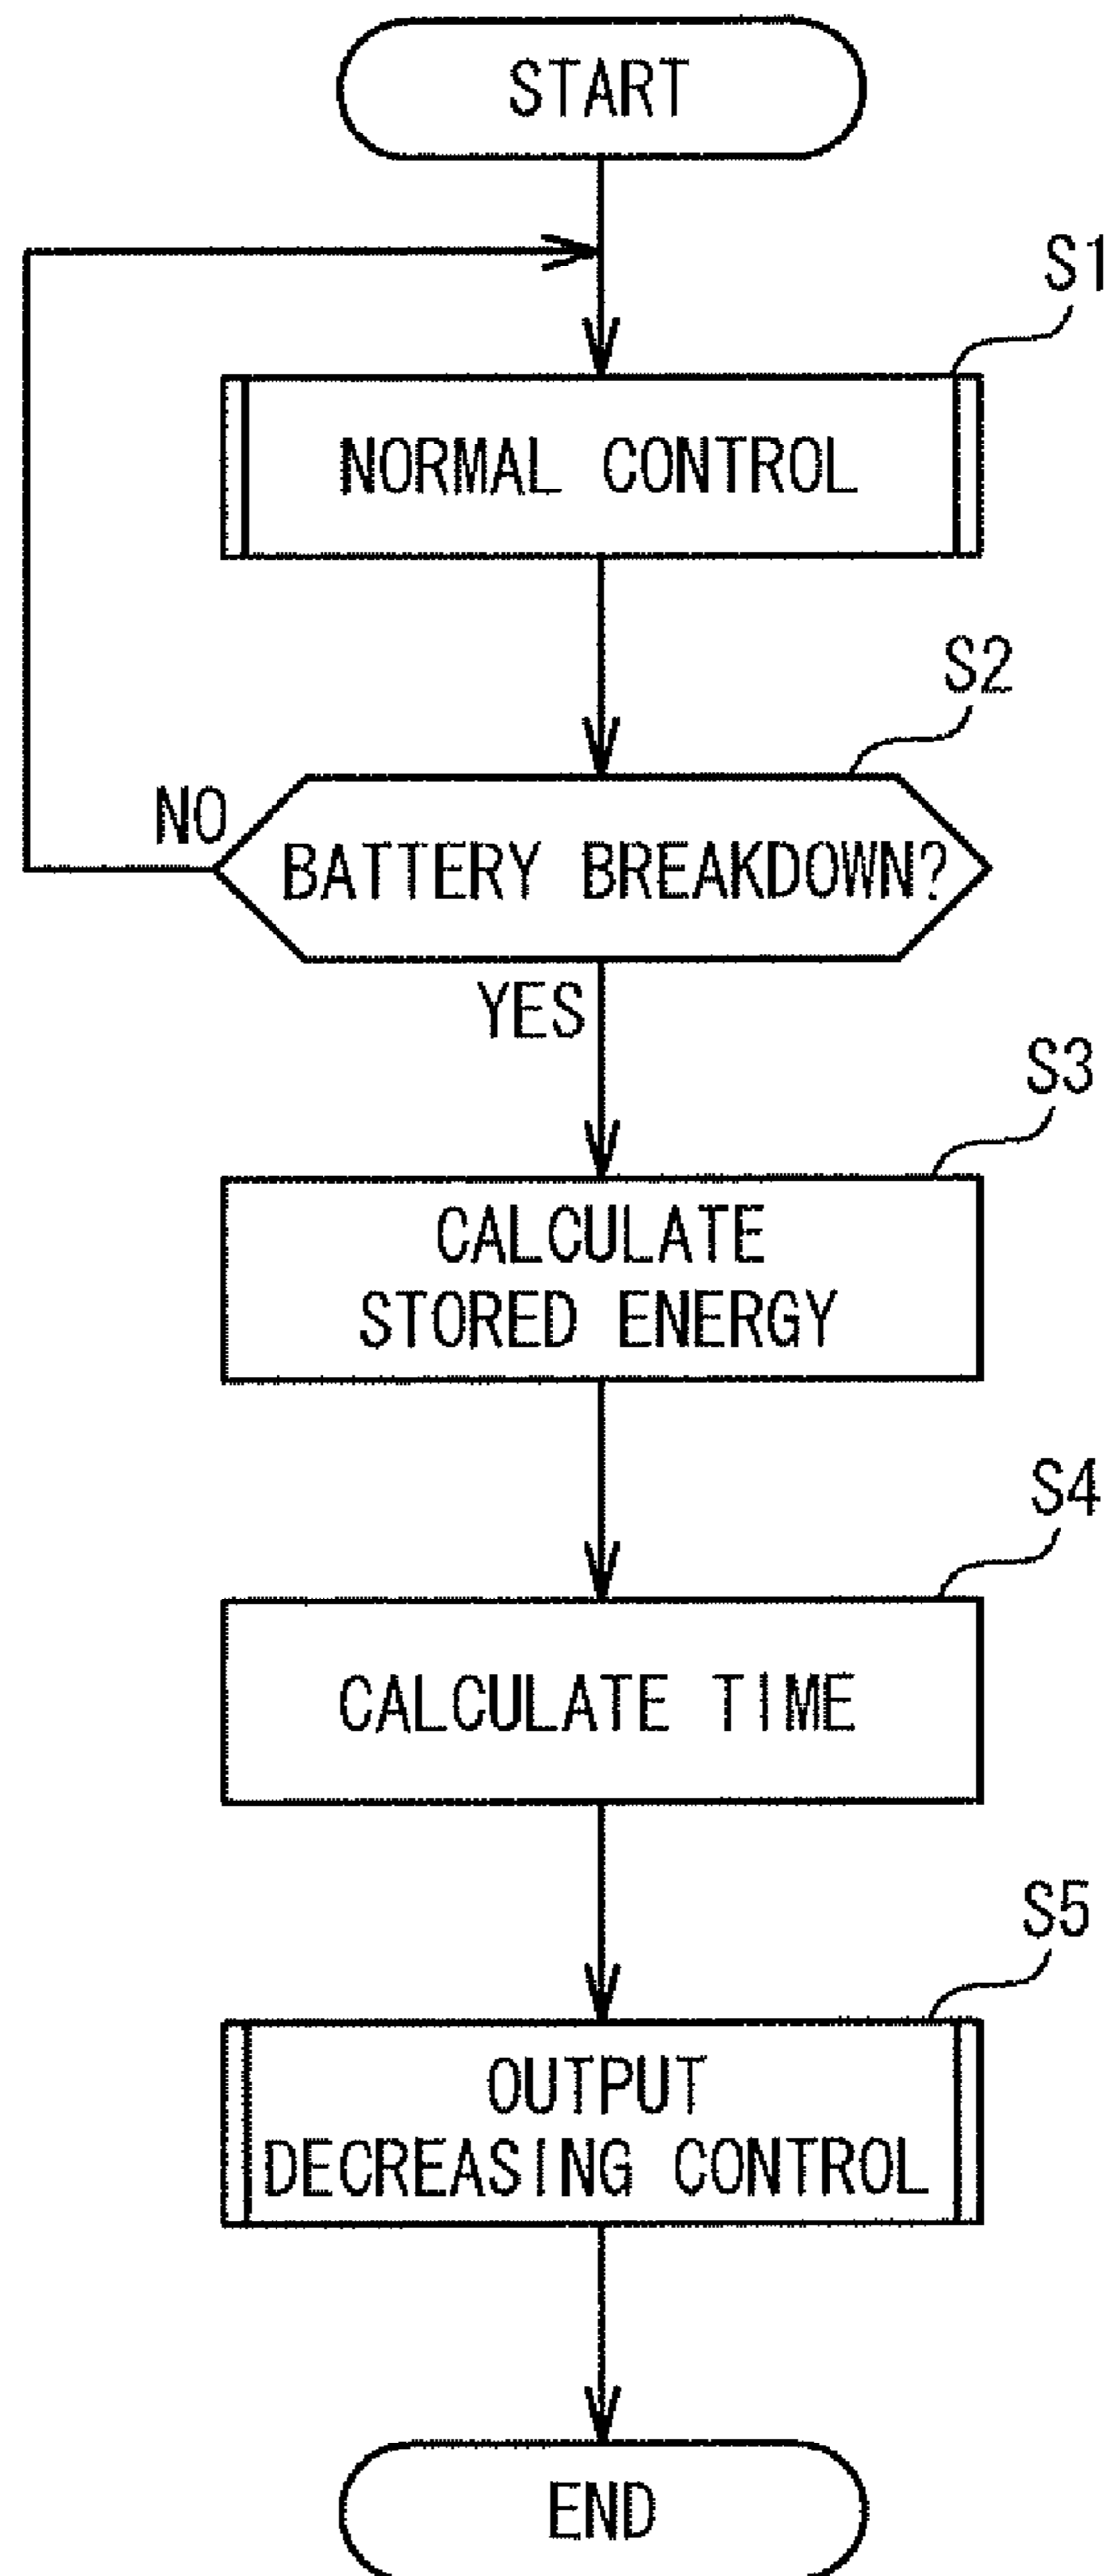 START
S1
NORMAL CONTROL
S2
NO
BATTERY BREAKDOWN?
YES
S3
CALCULATE
STORED ENERGY
S4
CALCULATE TIME
S5
OUTPUT
DECREASING CONTROL
END